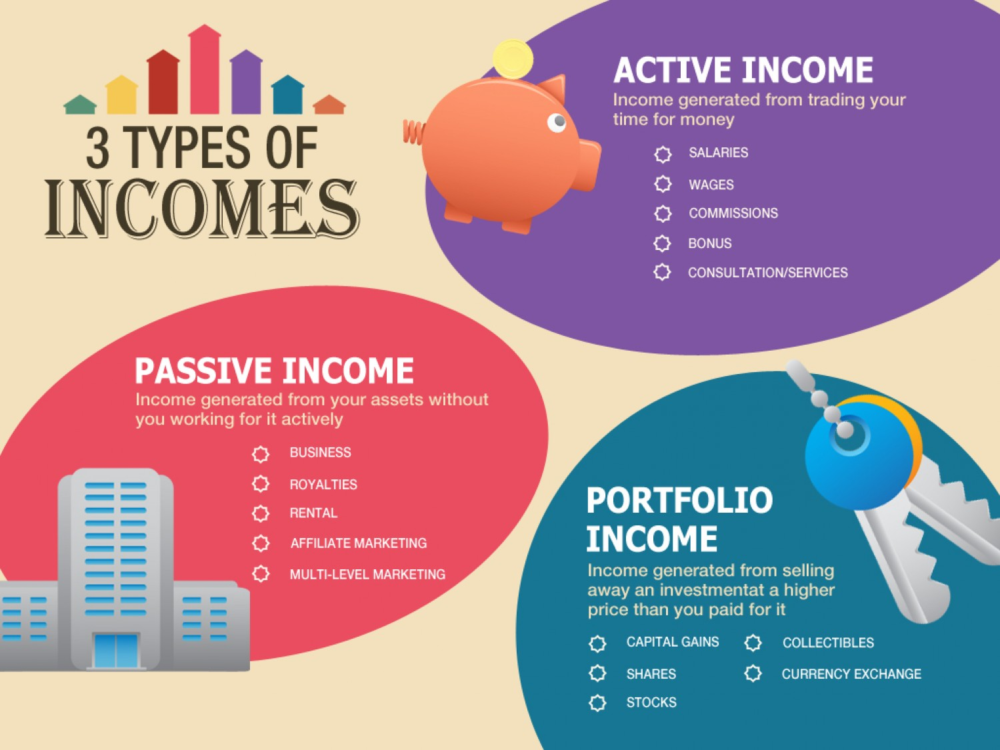 3 TYPES OF
INCOMES
ACTIVE INCOME
Income generated from trading your
time for money
SALARIES
WAGES
COMMISSIONS
BONUS
CONSULTATION/SERVICES
PASSIVE INCOME
Income generated from your assets without
you working for it actively
BUSINESS
ROYALTIES
RENTAL
AFFILIATE MARKETING
MULTI-LEVEL MARKETING
PORTFOLIO
INCOME
Income generated from selling
away an investmentat a higher
price than you paid for it
CAPITAL GAINS
SHARES
STOCKS
COLLECTIBLES
CURRENCY EXCHANGE